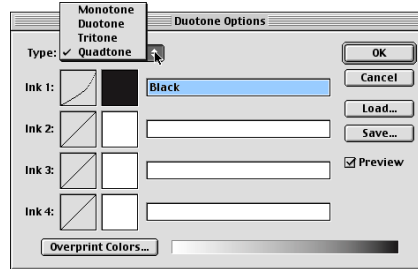 Monotone
Duotone
Tritone
✓ Quadtone
Duotone Options
Type:
OK
Cancel
Load...
Save...
Preview
Ink 1:
Black
Ink 2:
Ink 3:
Ink 4:
Overprint Colors...